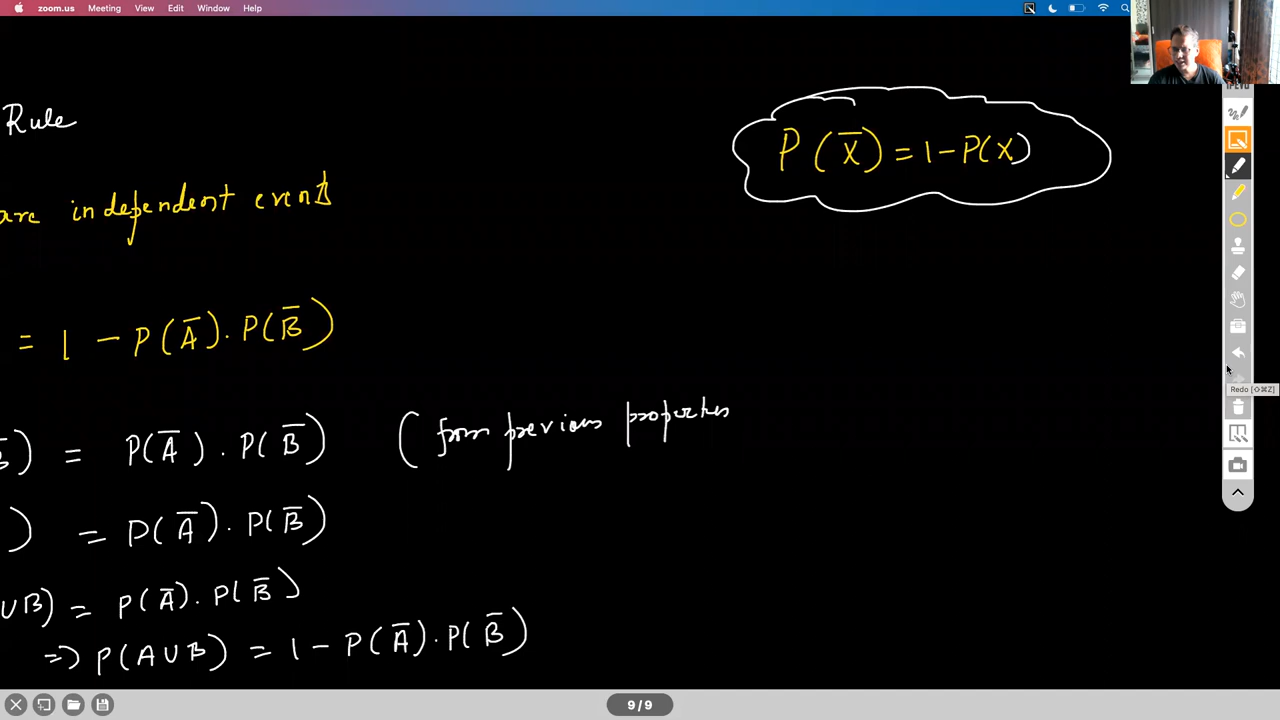 zoom.us Meeting View Edit Window Help
Rule
P(X̅) = 1 - P(X)
are independent events
= 1 - P(A̅) . P(B̅)
B̅) = P(A̅) . P(B̅) (from previous properties
) = P(A̅) . P(B̅)
∪B) = P(A̅) . P(B̅)
=> P(A∪B) = 1 - P(A̅) . P(B̅)
Redo [⇧⌘Z]
9/9